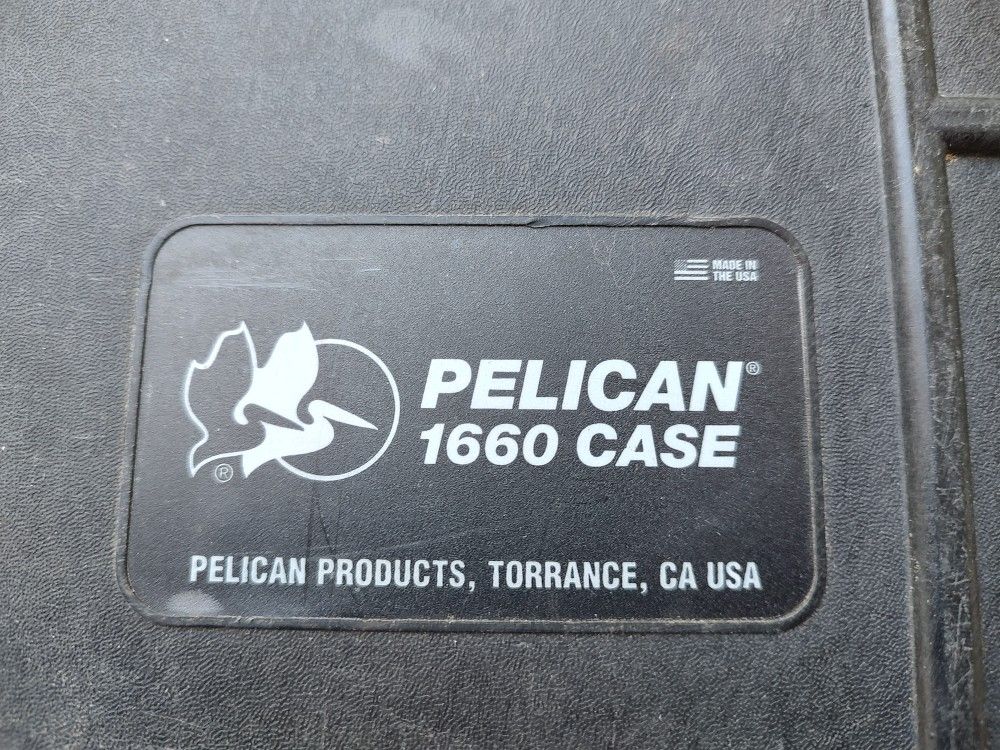 MADE IN
THE USA
PELICAN®
1660 CASE
®
PELICAN PRODUCTS, TORRANCE, CA USA